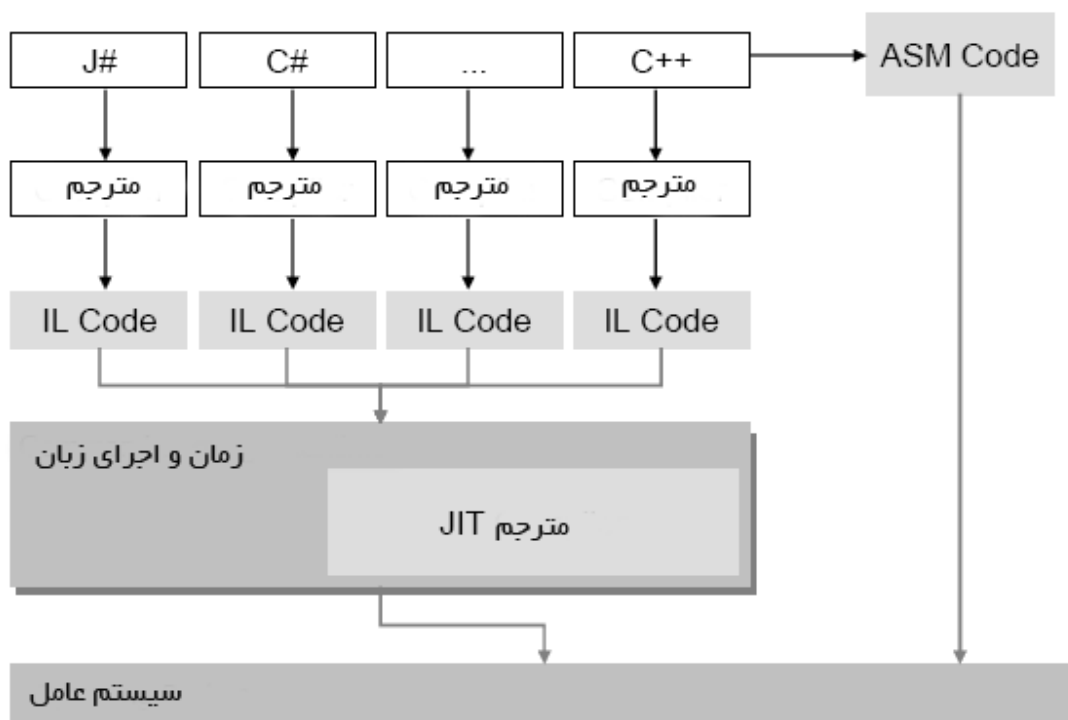 J#
C#
...
C++
ASM Code
مترجم
مترجم
مترجم
مترجم
IL Code
IL Code
IL Code
IL Code
زمان و اجرای زبان
مترجم JIT
سیستم عامل